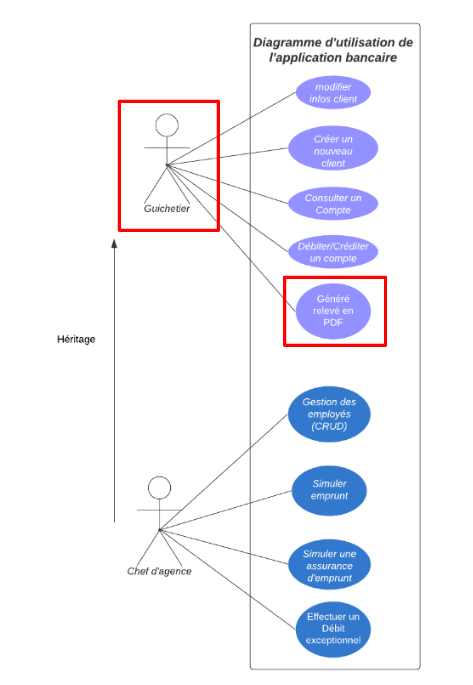 Diagramme d'utilisation de
l'application bancaire
modifier
infos client
Créer un
nouveau
client
Guichetier
Consulter un
Compte
Débiter/Créditer
un compte
Généré
relevé en
PDF
Héritage
Gestion des
employés
(CRUD)
Simuler
emprunt
Simuler une
assurance
d'emprunt
Chef d'agence
Effectuer un
Débit
exceptionnel